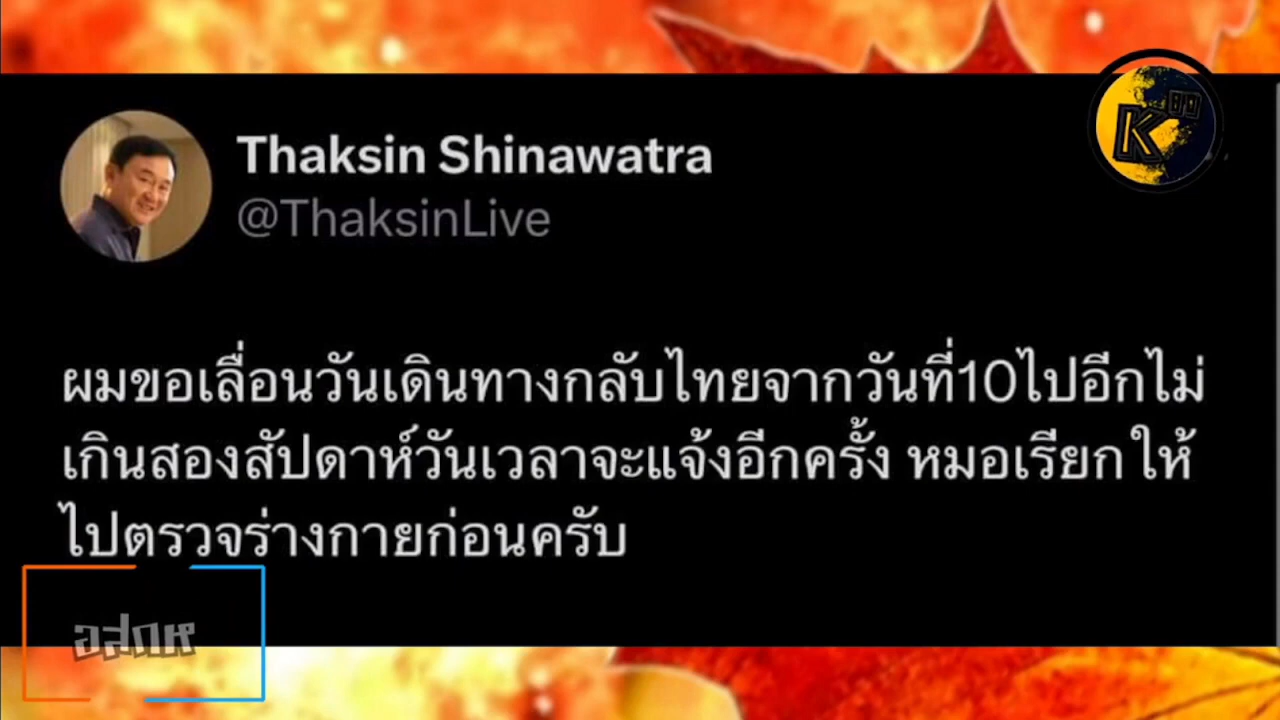 Thaksin Shinawatra
@ThaksinLive
ผมขอเลื่อนวันเดินทางกลับไทยจากวันที่10ไปอีกไม่
เกินสองสัปดาห์วันเวลาจะแจ้งอีกครั้ง หมอเรียกให้
ไปตรวจร่างกายก่อนครับ